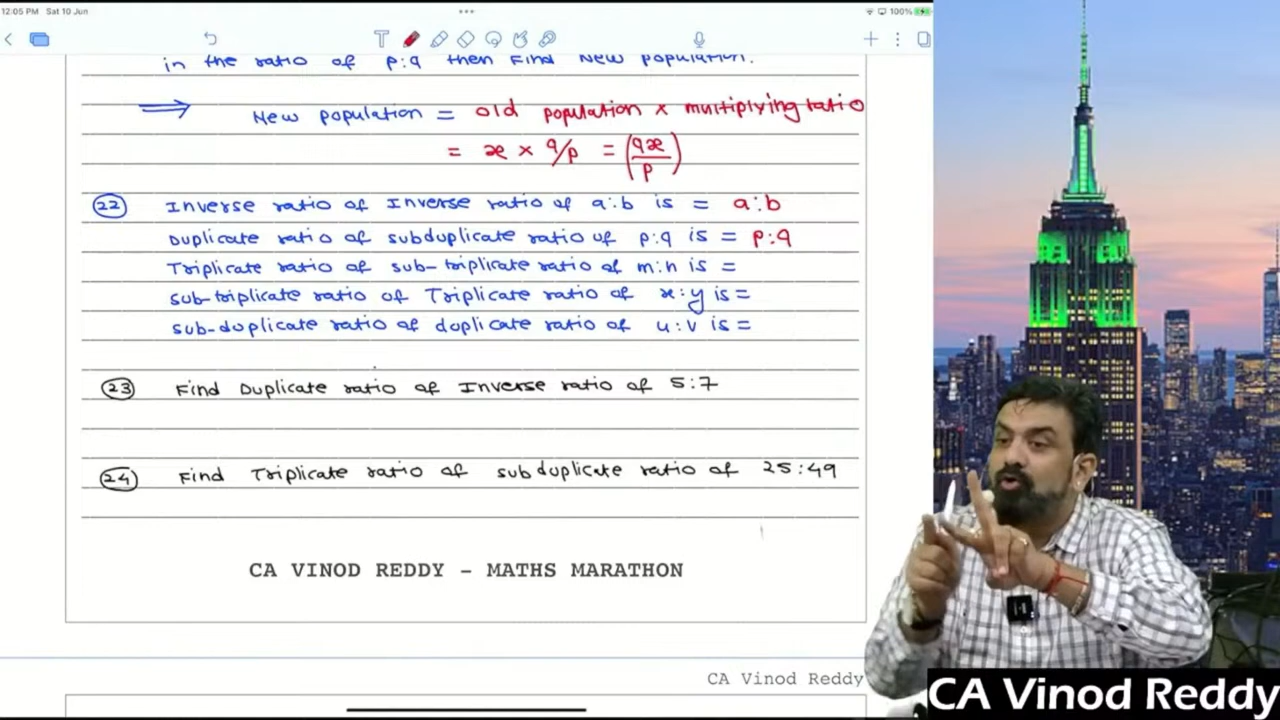 12:05 PM Sat 10 Jun
100%
in the ratio of p:q then Find New population.
⇒ New population = old population × multiplying ratio
= x × q/p = (qx/p)
22 Inverse ratio of Inverse ratio of a:b is = a:b
Duplicate ratio of subduplicate ratio of p:q is = p:q
Triplicate ratio of sub-triplicate ratio of m:n is =
sub-triplicate ratio of Triplicate ratio of x:y is =
sub-duplicate ratio of duplicate ratio of u:v is =
23 Find Duplicate ratio of Inverse ratio of 5:7
24 Find Triplicate ratio of subduplicate ratio of 25:49
CA VINOD REDDY - MATHS MARATHON
CA Vinod Reddy
CA Vinod Reddy